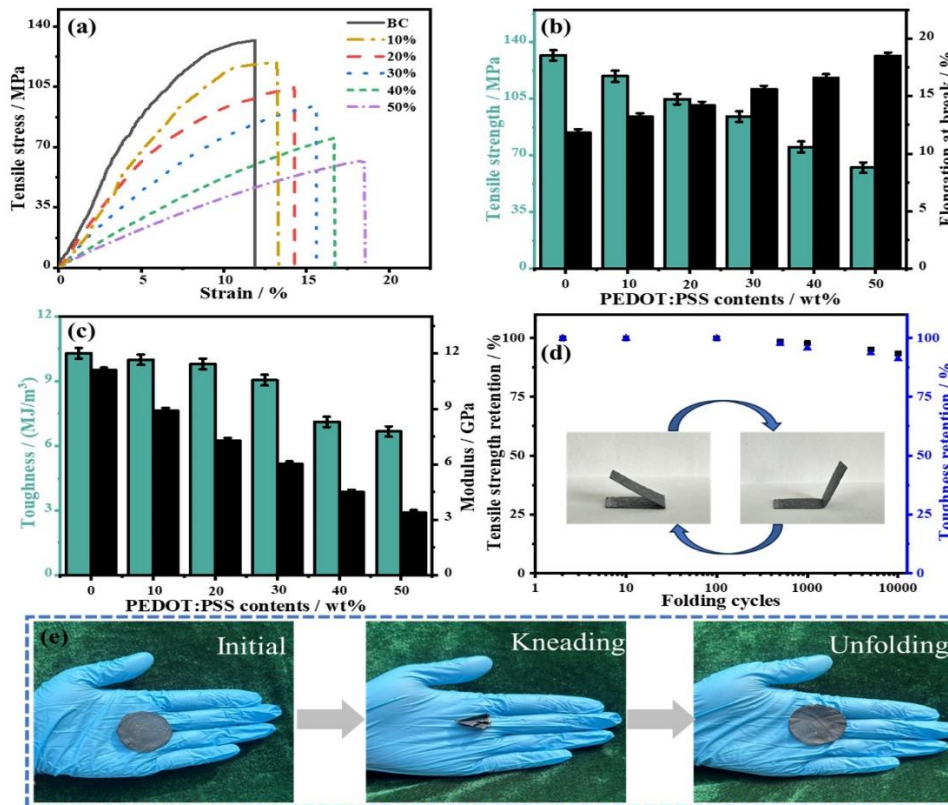 (a)
BC
10%
20%
30%
40%
50%
Tensile stress / MPa
140
105
70
35
0
0 5 10 15 20
Strain / %
(b)
Tensile strength / MPa
140
105
70
35
0
20
15
10
5
0
0 10 20 30 40 50
PEDOT:PSS contents / wt%
(c)
Toughness / (MJ/m³)
12
9
6
3
0
12
9
6
3
0
Modulus / GPa
0 10 20 30 40 50
PEDOT:PSS contents / wt%
(d)
Tensile strength retention / %
100
75
50
25
0
100
75
50
25
0
Toughness retention / %
1 10 100 1000 10000
Folding cycles
(e)
Initial
Kneading
Unfolding